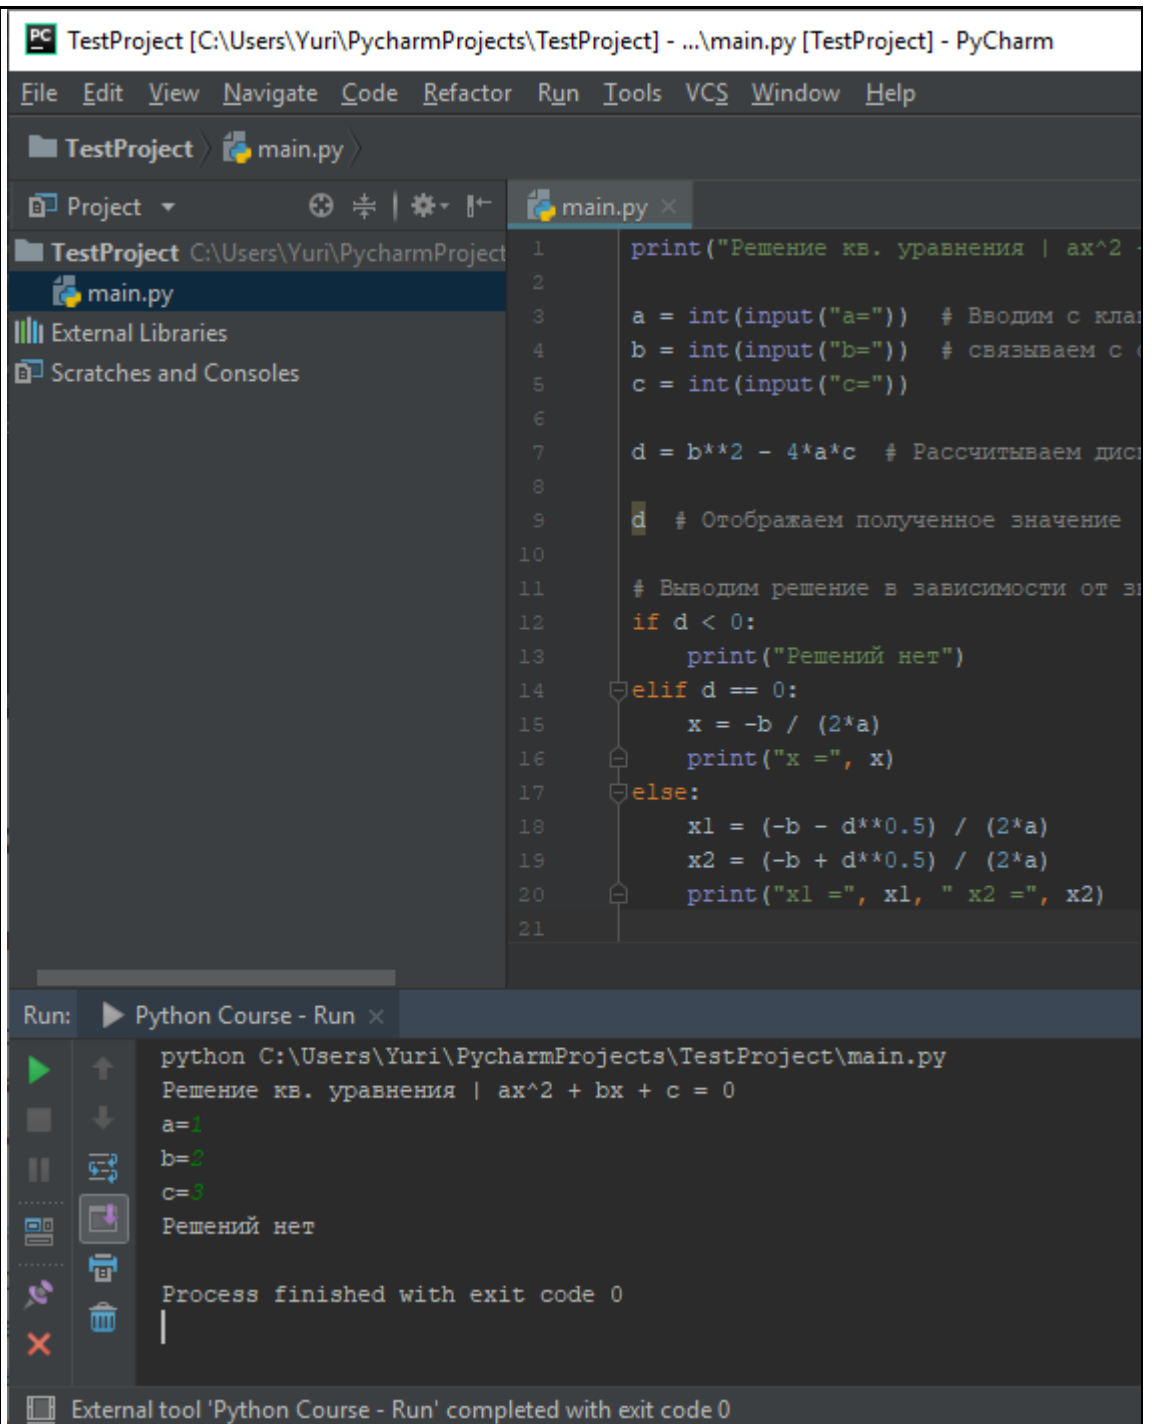 PC TestProject [C:\Users\Yuri\PycharmProjects\TestProject] - ...\main.py [TestProject] - PyCharm
File Edit View Navigate Code Refactor Run Tools VCS Window Help
TestProject main.py
Project
main.py
TestProject C:\Users\Yuri\PycharmProject
main.py
External Libraries
Scratches and Consoles
1 print("Решение кв. уравнения | ax^2
2
3 a = int(input("a=")) # Вводим с
4 b = int(input("b=")) # связываем с
5 c = int(input("c="))
6
7 d = b**2 - 4*a*c # Рассчитываем
8
9 d # Отображаем полученное значение
10
11 # Выводим решение в зависимости от
12 if d < 0:
13 print("Решений нет")
14 elif d == 0:
15 x = -b / (2*a)
16 print("x =", x)
17 else:
18 x1 = (-b - d**0.5) / (2*a)
19 x2 = (-b + d**0.5) / (2*a)
20 print("x1 =", x1, " x2 =", x2)
21
Run: Python Course - Run
python C:\Users\Yuri\PycharmProjects\TestProject\main.py
Решение кв. уравнения | ax^2 + bx + c = 0
a=1
b=2
c=3
Решений нет
Process finished with exit code 0
External tool 'Python Course - Run' completed with exit code 0